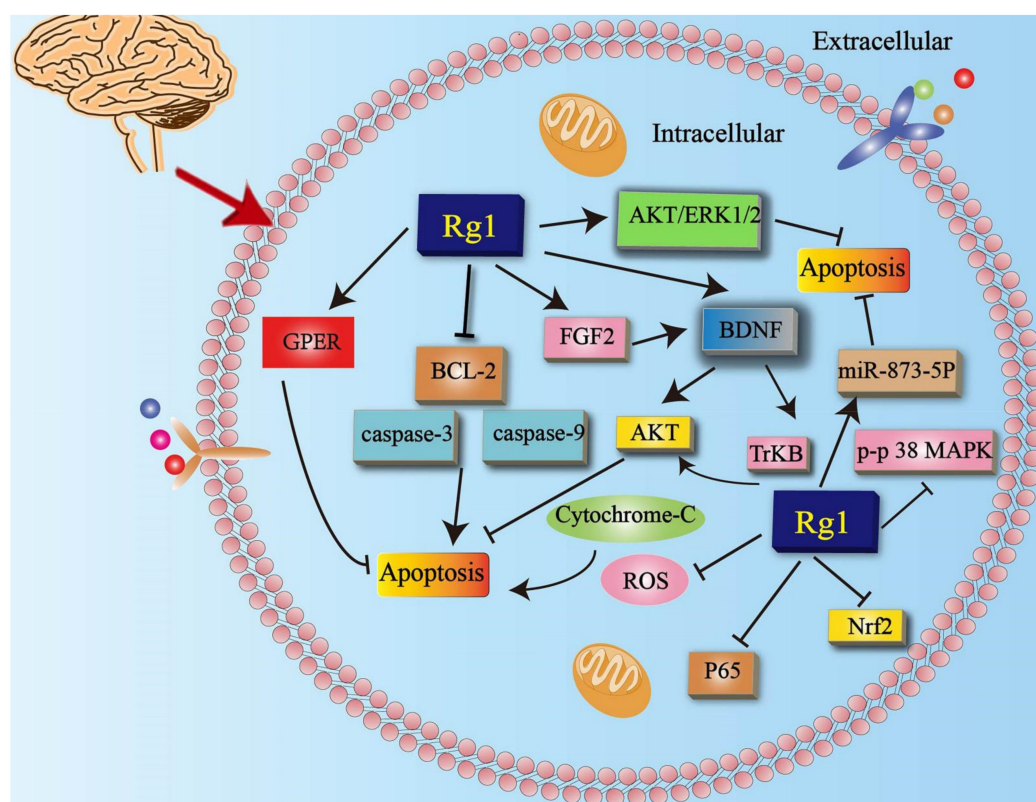 Extracellular
Intracellular
Rg1
AKT/ERK1/2
Apoptosis
GPER
FGF2
BDNF
BCL-2
miR-873-5P
caspase-3
caspase-9
AKT
TrKB
p-p 38 MAPK
Cytochrome-C
Rg1
Apoptosis
ROS
Nrf2
P65